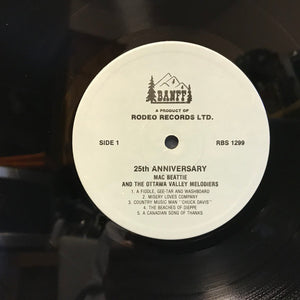 BANFF
A PRODUCT OF
RODEO RECORDS LTD.
SIDE 1
RBS 1299
25th ANNIVERSARY
MAC BEATTIE
AND THE OTTAWA VALLEY MELODIERS
1. A FIDDLE, GEE-TAR AND WASHBOARD
2. MISERY LOVES COMPANY
3. COUNTRY MUSIC MAN "CHUCK DAVIS"
4. THE BEACHES OF DIEPPE
5. A CANADIAN SONG OF THANKS